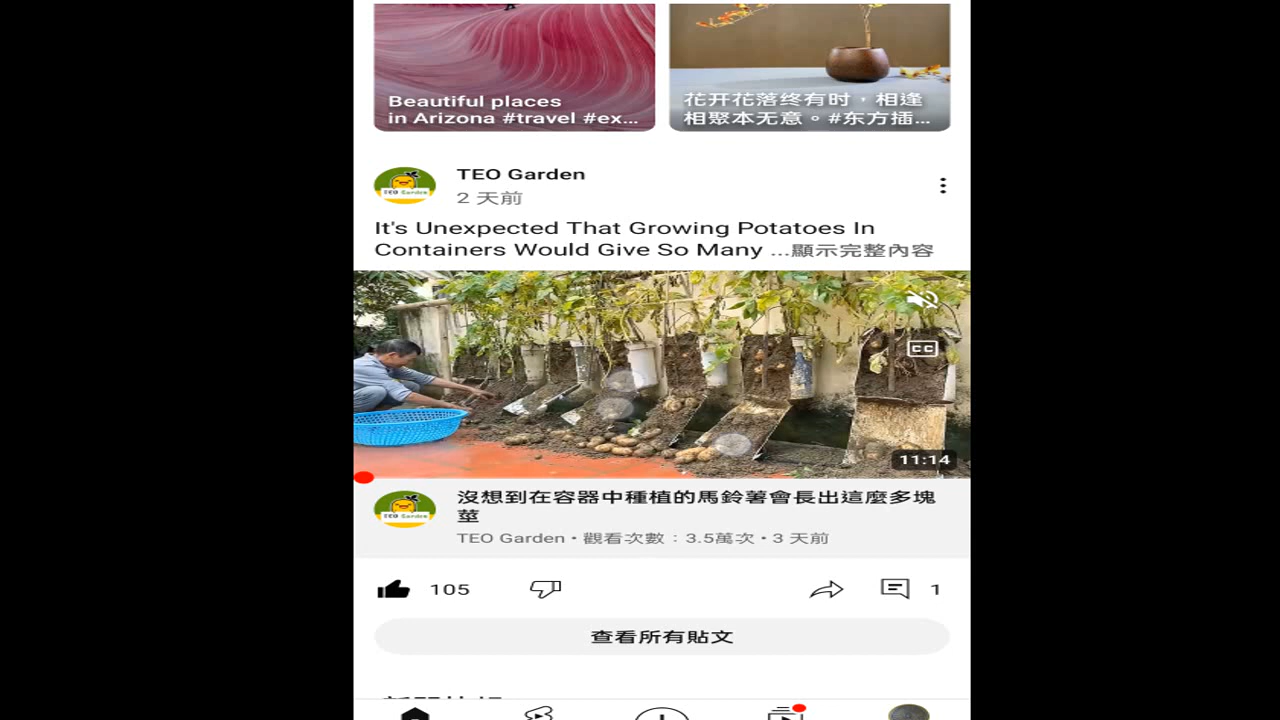 Beautiful places
in Arizona #travel #ex...
花开花落终有时，相逢
相聚本无意。#东方插...
TEO Garden
2 天前
It's Unexpected That Growing Potatoes In
Containers Would Give So Many ...顯示完整內容
CC
11:14
TEO Garden
沒想到在容器中種植的馬鈴薯會長出這麼多塊
莖
TEO Garden • 觀看次數：3.5萬次 • 3 天前
105
1
查看所有貼文